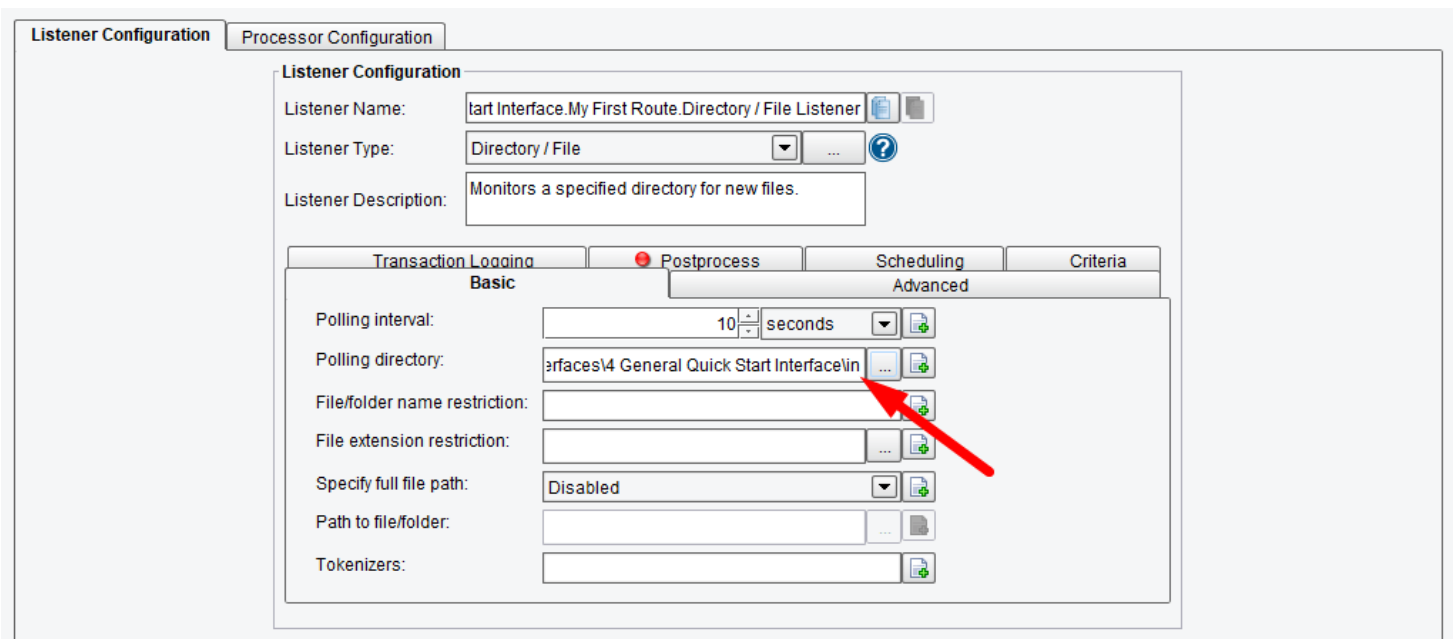 Listener Configuration Processor Configuration
Listener Configuration
Listener Name: tart Interface.My First Route.Directory / File Listener
Listener Type: Directory / File ...
Listener Description: Monitors a specified directory for new files.
Transaction Logging Postprocess Scheduling Criteria
Basic Advanced
Polling interval: 10 seconds
Polling directory: erfaces\4 General Quick Start Interface\in ...
File/folder name restriction:
File extension restriction: ...
Specify full file path: Disabled
Path to file/folder: ...
Tokenizers: